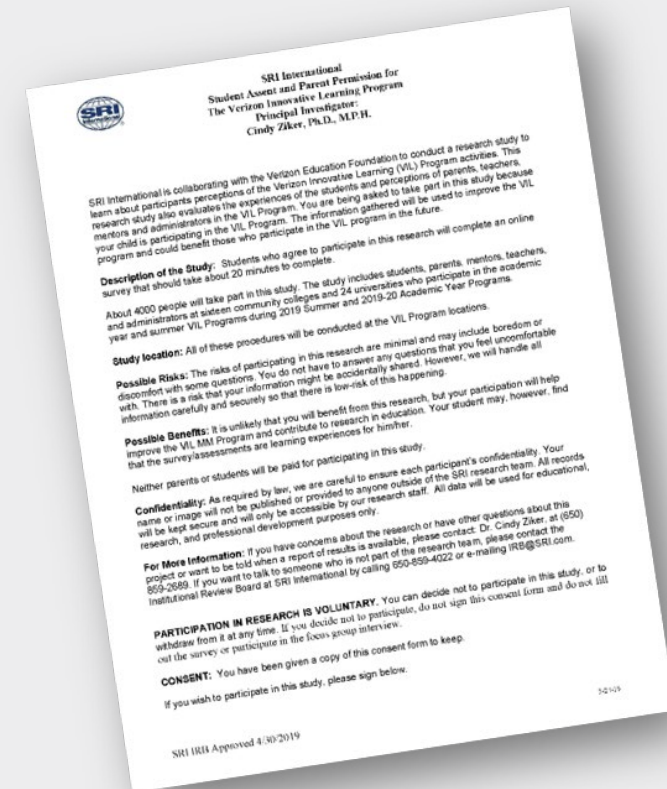 SRI
International
SRI International
Student Assent and Parent Permission for
The Verizon Innovative Learning Program
Principal Investigator:
Cindy Ziker, Ph.D., M.P.H.
SRI International is collaborating with the Verizon Education Foundation to conduct a research study to
learn about participants perceptions of the Verizon Innovative Learning (VIL) Program activities. This
research study also evaluates the experiences of the students and perceptions of parents, teachers,
mentors and administrators in the VIL Program. You are being asked to take part in this study because
your child is participating in the VIL Program. The information gathered will be used to improve the VIL
program and could benefit those who participate in the VIL program in the future.
Description of the Study: Students who agree to participate in this research will complete an online
survey that should take about 20 minutes to complete.
About 4000 people will take part in this study. The study includes students, parents, mentors, teachers,
and administrators at sixteen community colleges and 24 universities who participate in the academic
year and summer VIL Programs during 2019 Summer and 2019-20 Academic Year Programs.
Study location: All of these procedures will be conducted at the VIL Program locations.
Possible Risks: The risks of participating in this research are minimal and may include boredom or
discomfort with some questions. You do not have to answer any questions that you feel uncomfortable
with. There is a risk that your information might be accidentally shared. However, we will handle all
information carefully and securely so that there is low-risk of this happening.
Possible Benefits: It is unlikely that you will benefit from this research, but your participation will help
improve the VIL MM Program and contribute to research in education. Your student may, however, find
that the survey/assessments are learning experiences for him/her.
Neither parents or students will be paid for participating in this study.
Confidentiality: As required by law, we are careful to ensure each participant's confidentiality. Your
name or image will not be published or provided to anyone outside of the SRI research team. All records
will be kept secure and will only be accessible by our research staff. All data will be used for educational,
research, and professional development purposes only.
For More Information: If you have concerns about the research or have other questions about this
project or want to be told when a report of results is available, please contact: Dr. Cindy Ziker, at (650)
859-2689. If you want to talk to someone who is not part of the research team, please contact the
Institutional Review Board at SRI International by calling 650-859-4022 or e-mailing IRB@SRI.com.
PARTICIPATION IN RESEARCH IS VOLUNTARY. You can decide not to participate in this study, or to
withdraw from it at any time. If you decide not to participate, do not sign this consent form and do not fill
out the survey or participate in the focus group interview.
CONSENT: You have been given a copy of this consent form to keep.
If you wish to participate in this study, please sign below.
SRI IRB Approved 4/30/2019